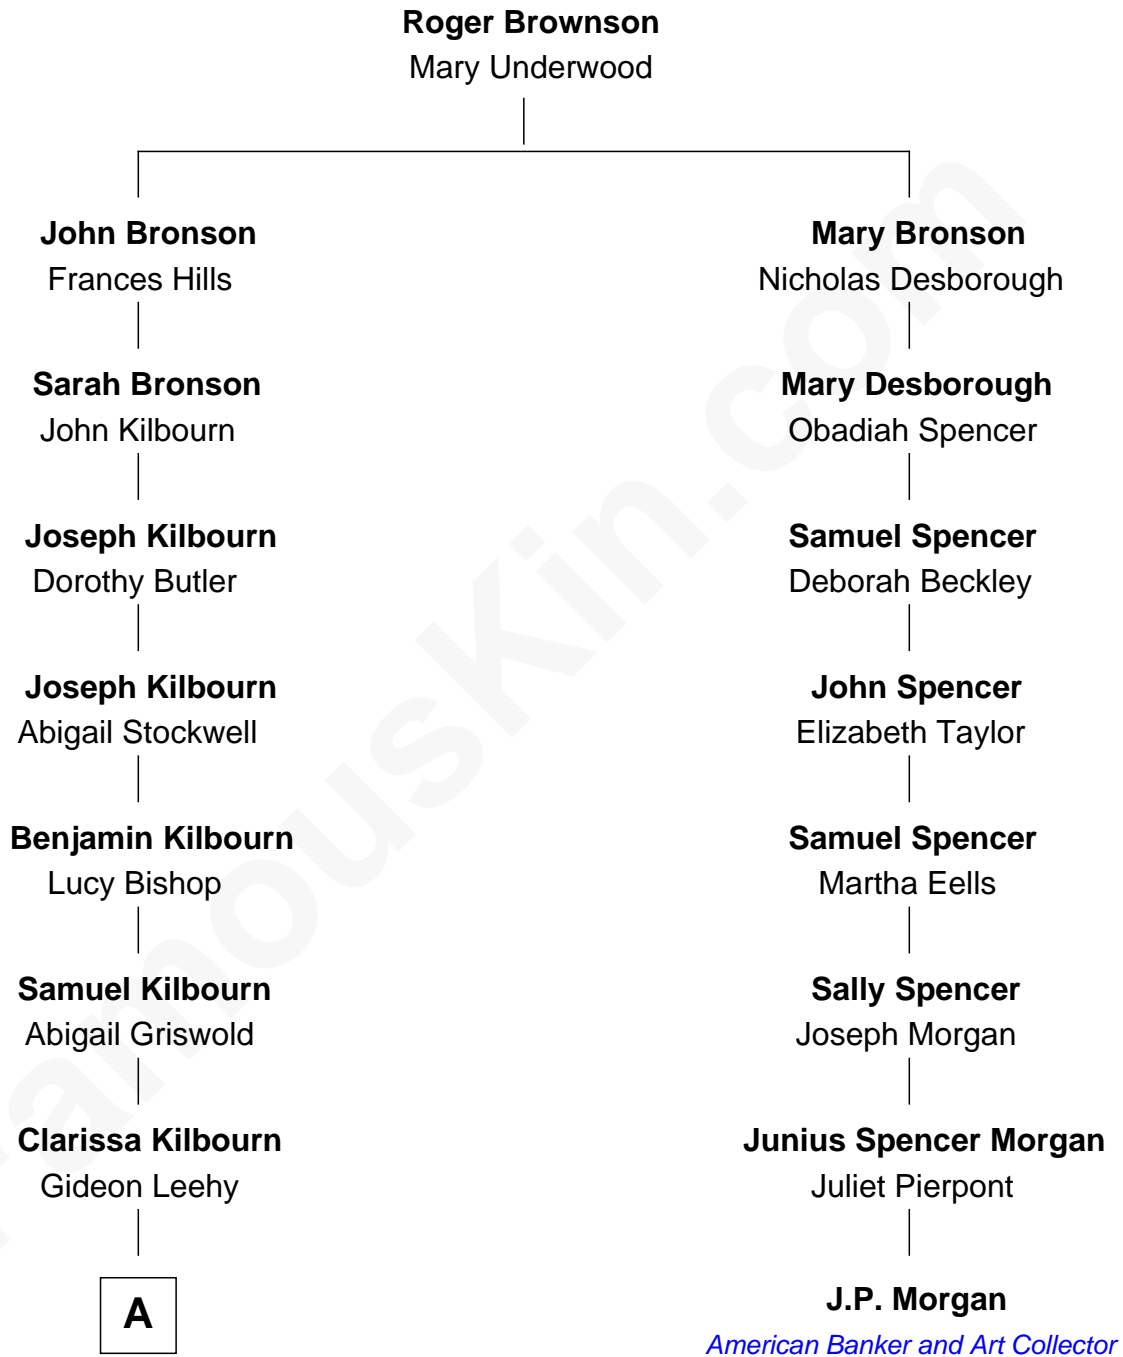 Roger Brownson
Mary Underwood
John Bronson
Frances Hills
Mary Bronson
Nicholas Desborough
Sarah Bronson
John Kilbourn
Mary Desborough
Obadiah Spencer
Joseph Kilbourn
Dorothy Butler
Samuel Spencer
Deborah Beckley
Joseph Kilbourn
Abigail Stockwell
John Spencer
Elizabeth Taylor
Benjamin Kilbourn
Lucy Bishop
Samuel Spencer
Martha Eells
Samuel Kilbourn
Abigail Griswold
Sally Spencer
Joseph Morgan
Clarissa Kilbourn
Gideon Leehy
Junius Spencer Morgan
Juliet Pierpont
A
J.P. Morgan
American Banker and Art Collector
FamousKin.com